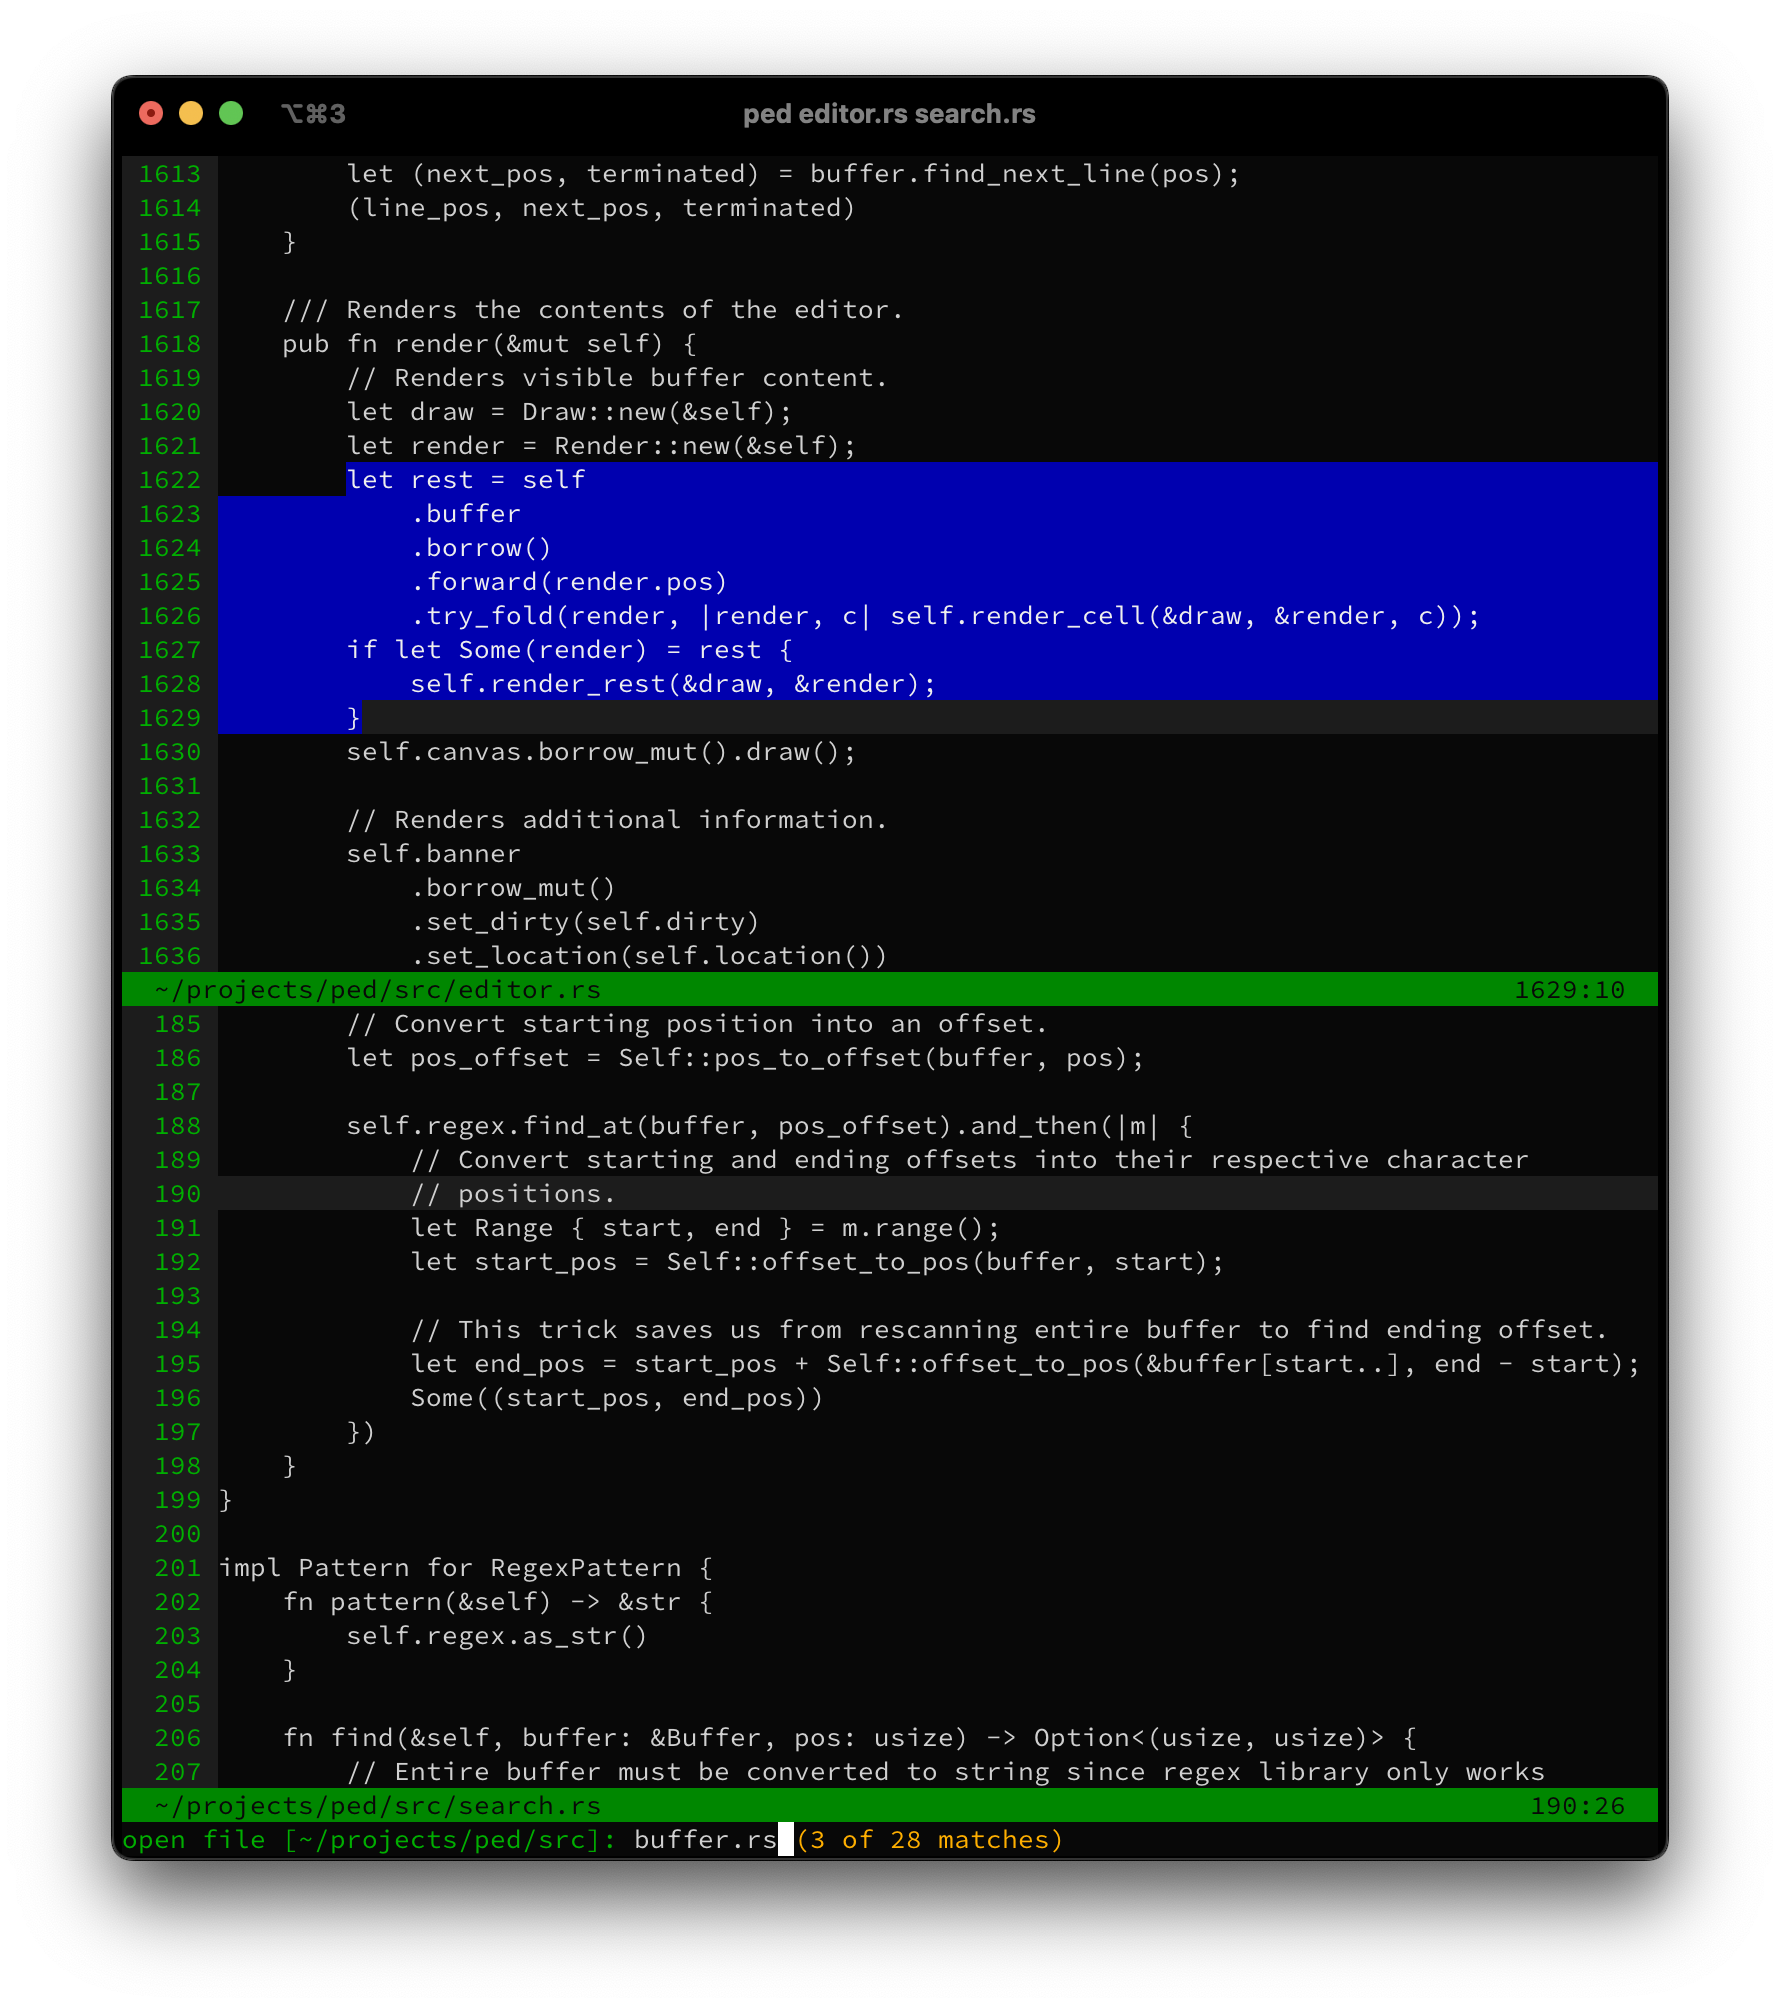 ⌥⌘3 ped editor.rs search.rs
1613         let (next_pos, terminated) = buffer.find_next_line(pos);
1614         (line_pos, next_pos, terminated)
1615     }
1616
1617     /// Renders the contents of the editor.
1618     pub fn render(&mut self) {
1619         // Renders visible buffer content.
1620         let draw = Draw::new(&self);
1621         let render = Render::new(&self);
1622         let rest = self
1623             .buffer
1624             .borrow()
1625             .forward(render.pos)
1626             .try_fold(render, |render, c| self.render_cell(&draw, &render, c));
1627         if let Some(render) = rest {
1628             self.render_rest(&draw, &render);
1629         }
1630         self.canvas.borrow_mut().draw();
1631
1632         // Renders additional information.
1633         self.banner
1634             .borrow_mut()
1635             .set_dirty(self.dirty)
1636             .set_location(self.location())
~/projects/ped/src/editor.rs 1629:10
185         // Convert starting position into an offset.
186         let pos_offset = Self::pos_to_offset(buffer, pos);
187
188         self.regex.find_at(buffer, pos_offset).and_then(|m| {
189             // Convert starting and ending offsets into their respective character
190             // positions.
191             let Range { start, end } = m.range();
192             let start_pos = Self::offset_to_pos(buffer, start);
193
194             // This trick saves us from rescanning entire buffer to find ending offset.
195             let end_pos = start_pos + Self::offset_to_pos(&buffer[start..], end - start);
196             Some((start_pos, end_pos))
197         })
198     }
199 }
200
201 impl Pattern for RegexPattern {
202     fn pattern(&self) -> &str {
203         self.regex.as_str()
204     }
205
206     fn find(&self, buffer: &Buffer, pos: usize) -> Option<(usize, usize)> {
207         // Entire buffer must be converted to string since regex library only works
~/projects/ped/src/search.rs 190:26
open file [~/projects/ped/src]: buffer.rs (3 of 28 matches)